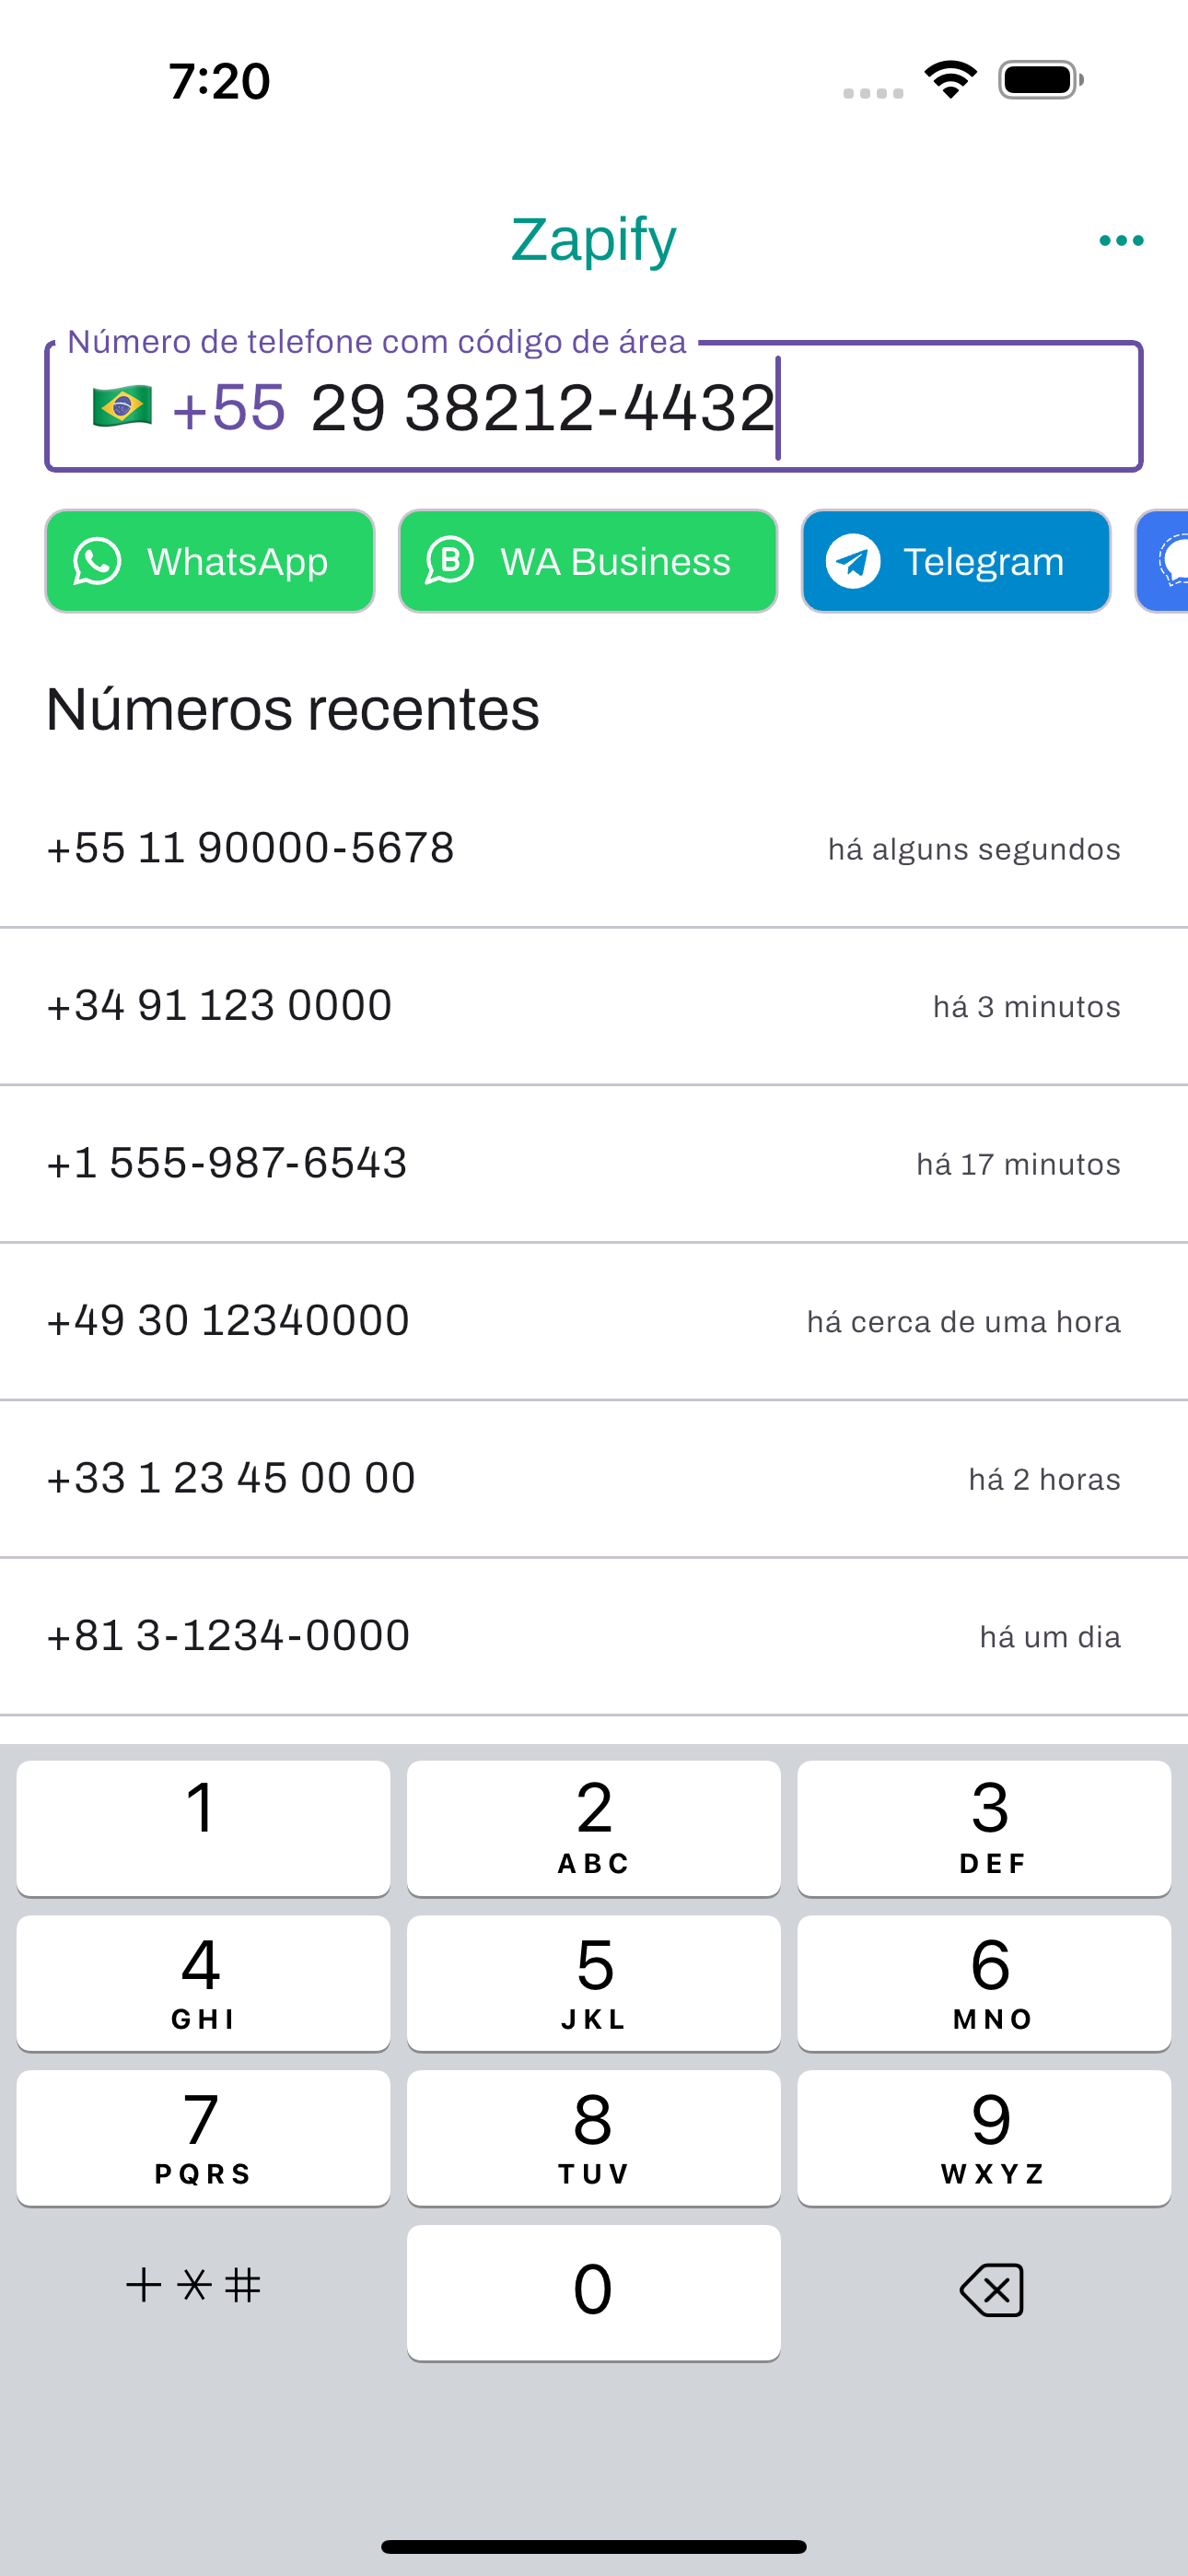 7:20
Zapify
Número de telefone com código de área
+55 29 38212-4432
WhatsApp
WA Business
Telegram
Números recentes
+55 11 90000-5678 há alguns segundos
+34 91 123 0000 há 3 minutos
+1 555-987-6543 há 17 minutos
+49 30 12340000 há cerca de uma hora
+33 1 23 45 00 00 há 2 horas
+81 3-1234-0000 há um dia
1 2 3
ABC DEF
4 5 6
GHI JKL MNO
7 8 9
PQRS TUV WXYZ
+*# 0